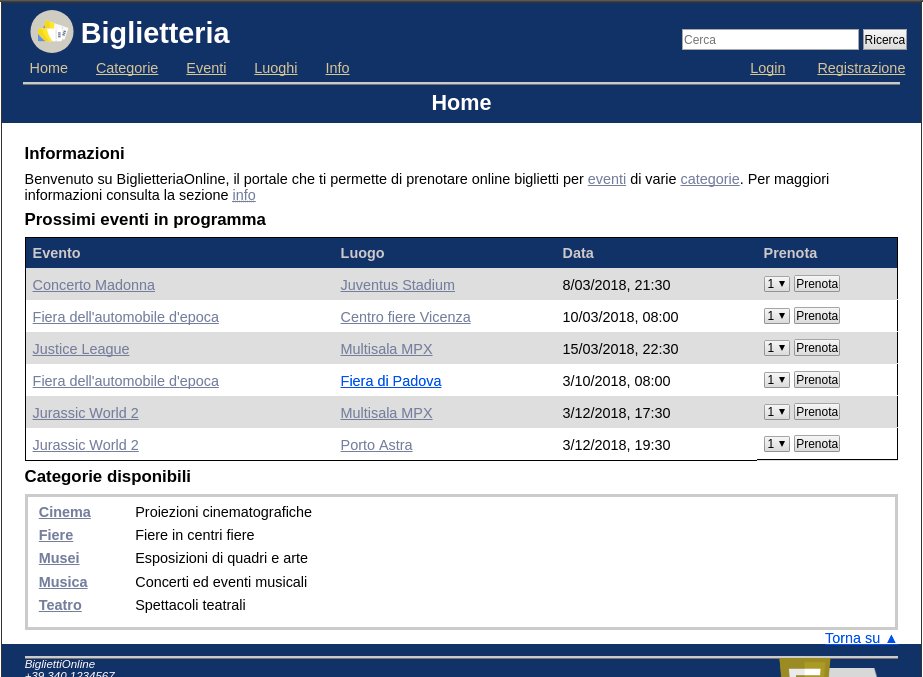 Biglietteria
Cerca Ricerca
Home Categorie Eventi Luoghi Info Login Registrazione
Home
Informazioni
Benvenuto su BiglietteriaOnline, il portale che ti permette di prenotare online biglietti per eventi di varie categorie. Per maggiori
informazioni consulta la sezione info
Prossimi eventi in programma
Evento Luogo Data Prenota
Concerto Madonna Juventus Stadium 8/03/2018, 21:30 1 ▼ Prenota
Fiera dell'automobile d'epoca Centro fiere Vicenza 10/03/2018, 08:00 1 ▼ Prenota
Justice League Multisala MPX 15/03/2018, 22:30 1 ▼ Prenota
Fiera dell'automobile d'epoca Fiera di Padova 3/10/2018, 08:00 1 ▼ Prenota
Jurassic World 2 Multisala MPX 3/12/2018, 17:30 1 ▼ Prenota
Jurassic World 2 Porto Astra 3/12/2018, 19:30 1 ▼ Prenota
Categorie disponibili
Cinema Proiezioni cinematografiche
Fiere Fiere in centri fiere
Musei Esposizioni di quadri e arte
Musica Concerti ed eventi musicali
Teatro Spettacoli teatrali
Torna su ▲
BigliettiOnline
+39 340 1234567